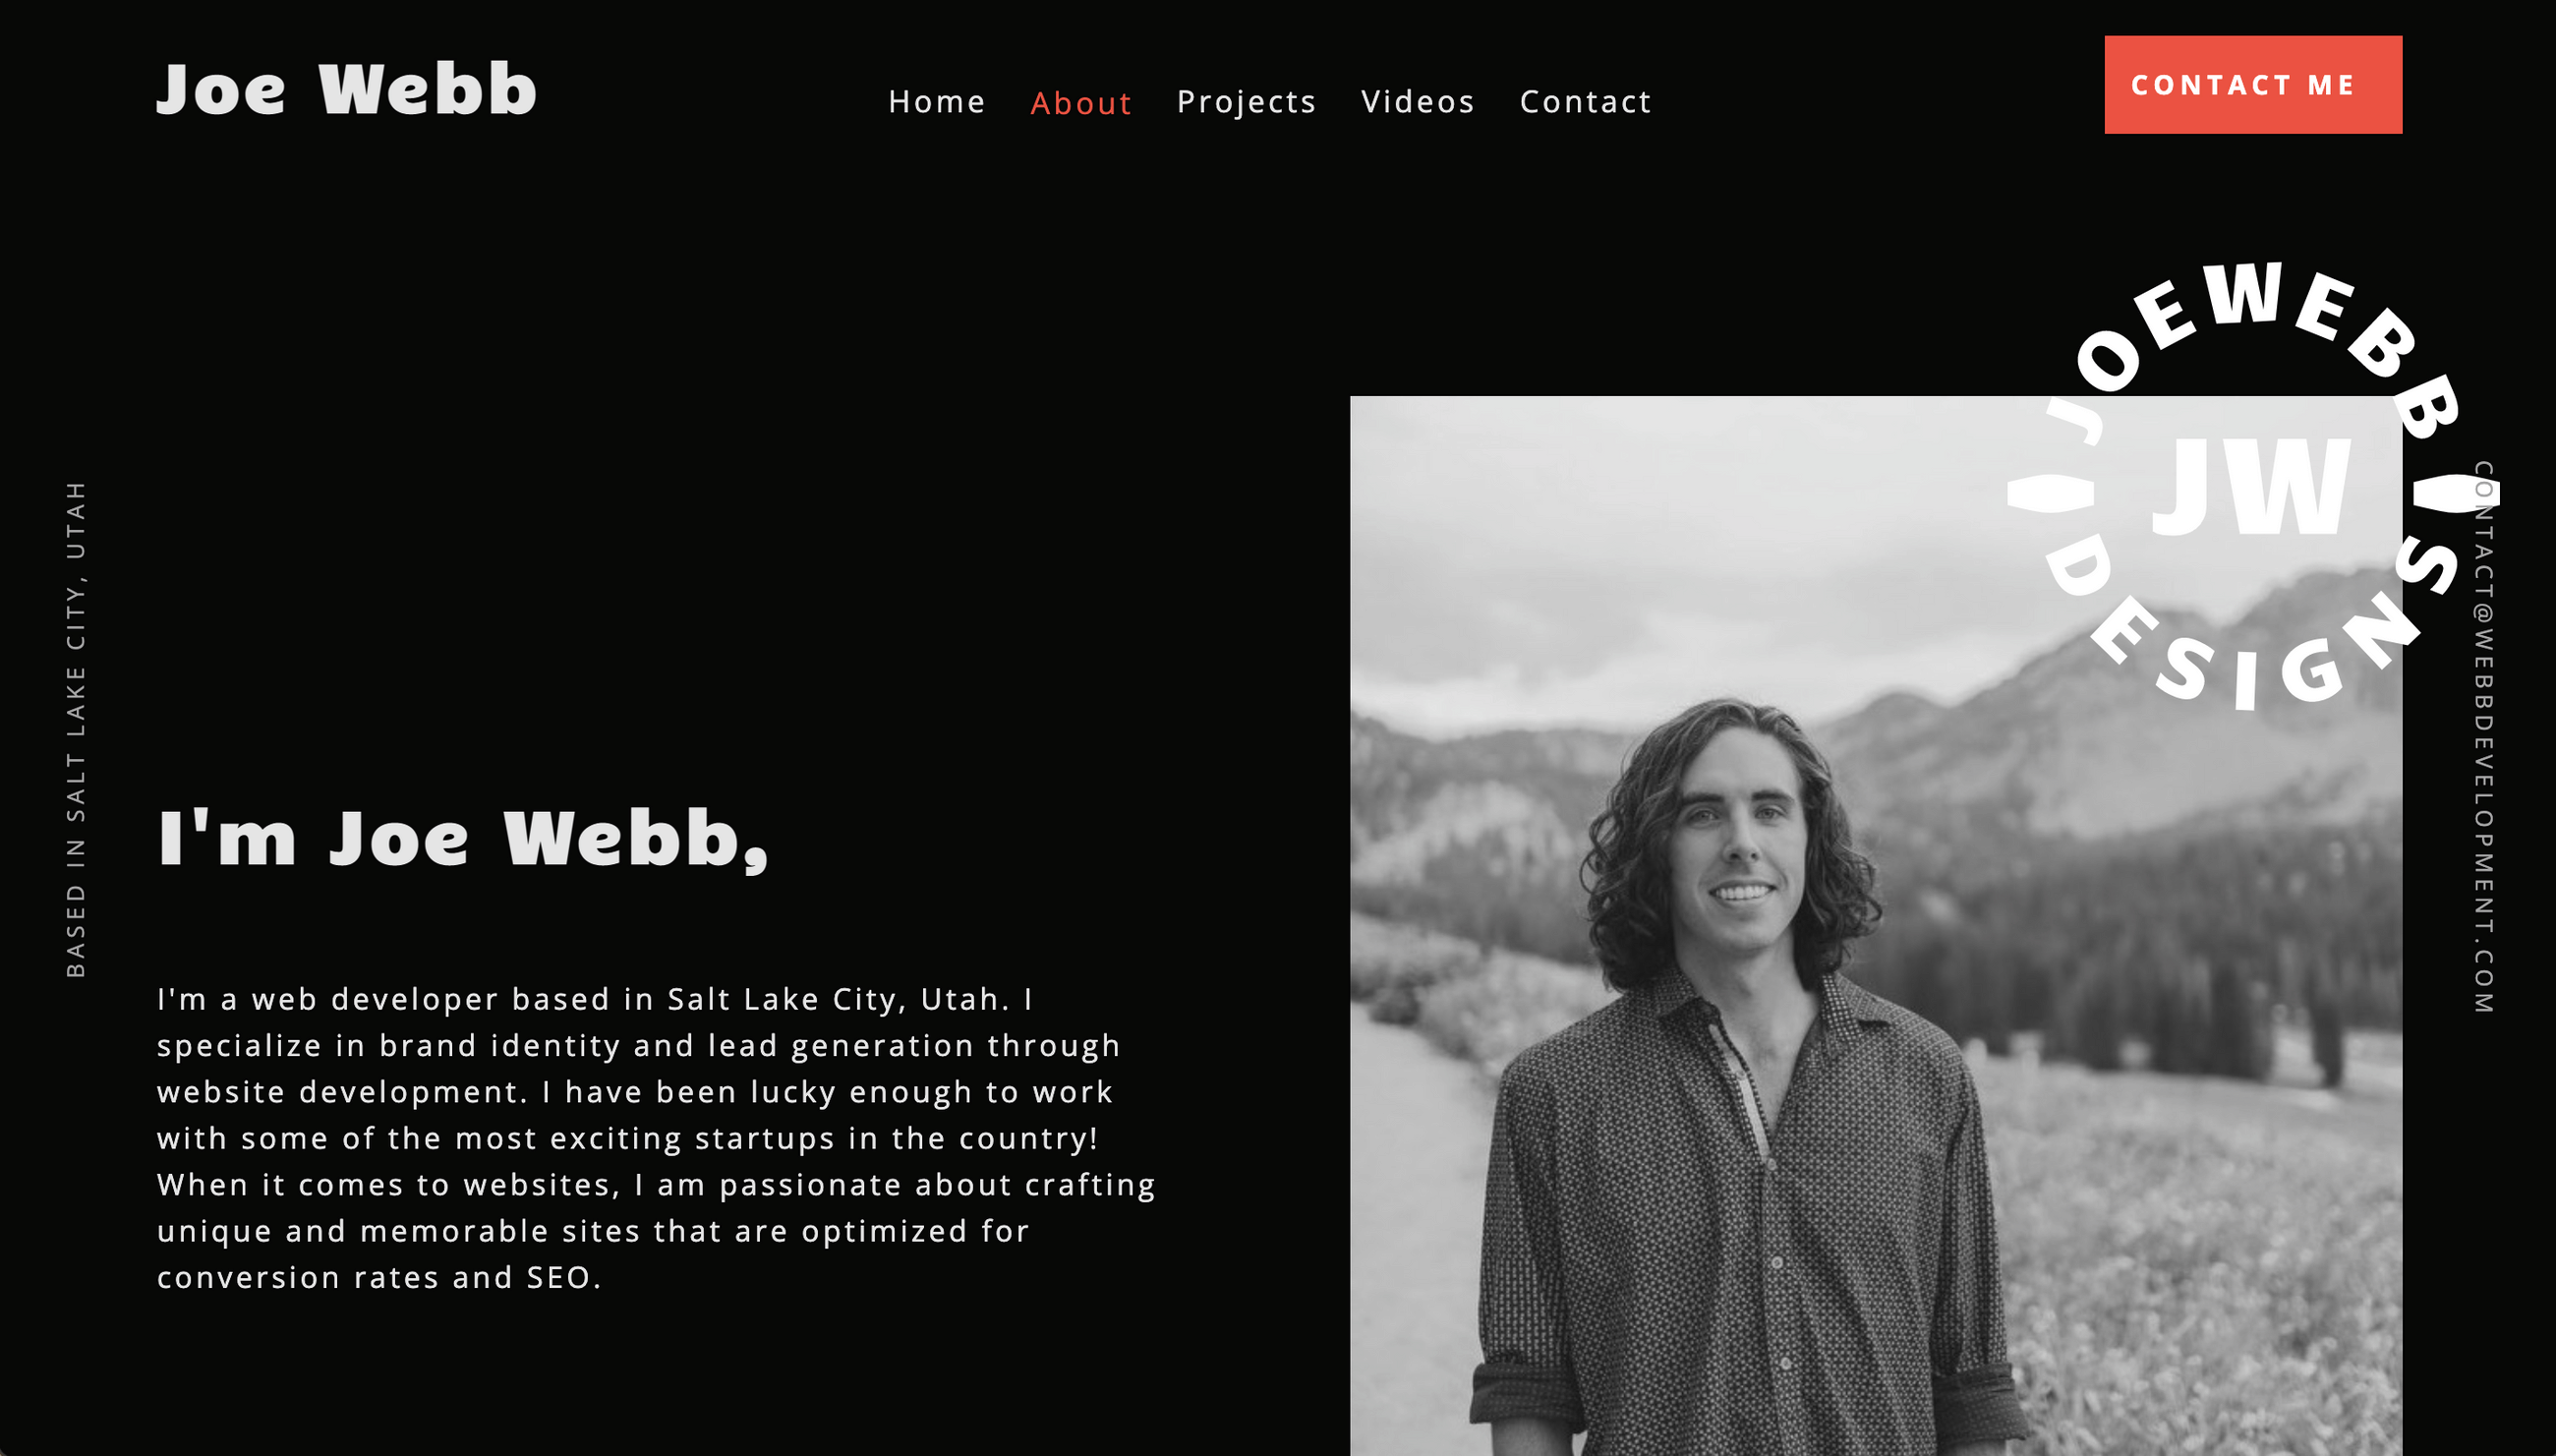 Joe Webb
Home About Projects Videos Contact
CONTACT ME
JOEWEBB
JW
DESIGNS
BASED IN SALT LAKE CITY, UTAH
CONTACT@WEBBDEVELOPMENT.COM
I'm Joe Webb,
I'm a web developer based in Salt Lake City, Utah. I
specialize in brand identity and lead generation through
website development. I have been lucky enough to work
with some of the most exciting startups in the country!
When it comes to websites, I am passionate about crafting
unique and memorable sites that are optimized for
conversion rates and SEO.